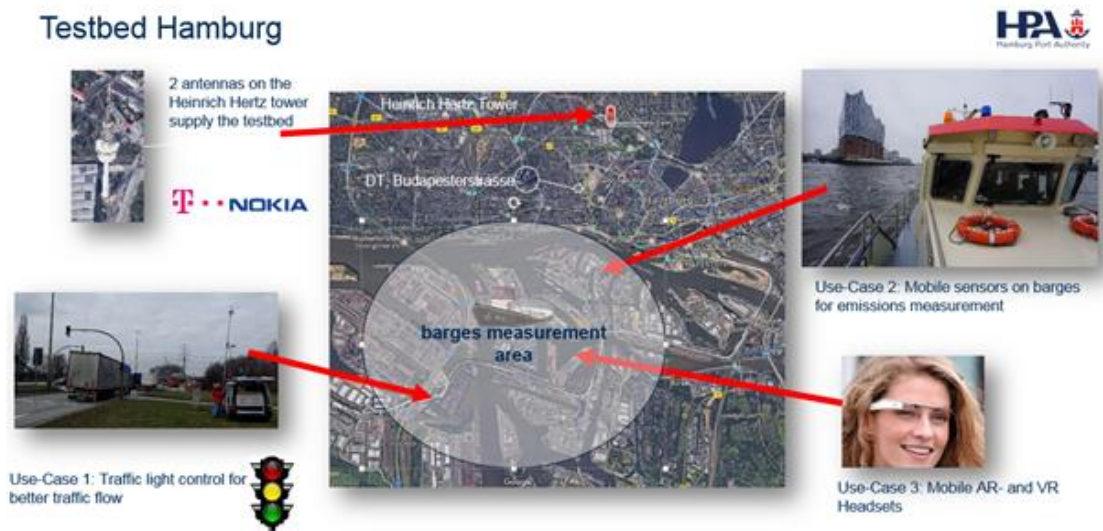 Testbed Hamburg
HPA
Hamburg Port Authority
2 antennas on the
Heinrich Hertz tower
supply the testbed
T
NOKIA
Heinrich Hertz Tower
DT Budapesterstrasse
barges measurement
area
Google
Use-Case 2: Mobile sensors on barges
for emissions measurement
Use-Case 1: Traffic light control for
better traffic flow
Use-Case 3: Mobile AR- and VR
Headsets